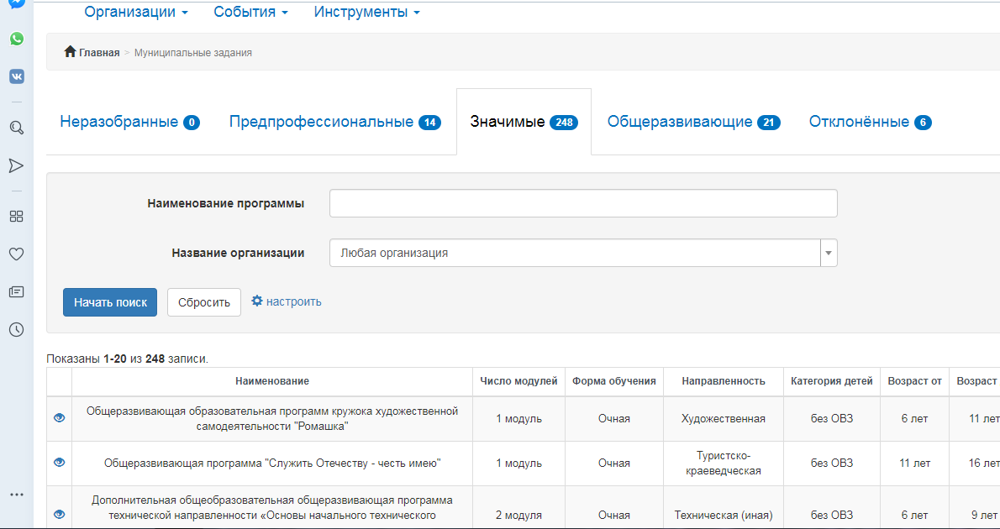 Организации События Инструменты
Главная > Муниципальные задания
Неразобранные 0 Предпрофессиональные 14 Значимые 248 Общеразвивающие 21 Отклонённые 6
Наименование программы
Название организации Любая организация
Начать поиск Сбросить настроить
Показаны 1-20 из 248 записи.
Наименование Число модулей Форма обучения Направленность Категория детей Возраст от Возраст
Общеразвивающая образовательная программ кружока художественной
самодеятельности "Ромашка" 1 модуль Очная Художественная без ОВЗ 6 лет 11 лет
Общеразвивающая программа "Служить Отечеству - честь имею" 1 модуль Очная Туристско-
краеведческая без ОВЗ 11 лет 16 лет
Дополнительная общеобразовательная общеразвивающая программа
технической направленности «Основы начального технического 2 модуля Очная Техническая (иная) без ОВЗ 6 лет 9 лет